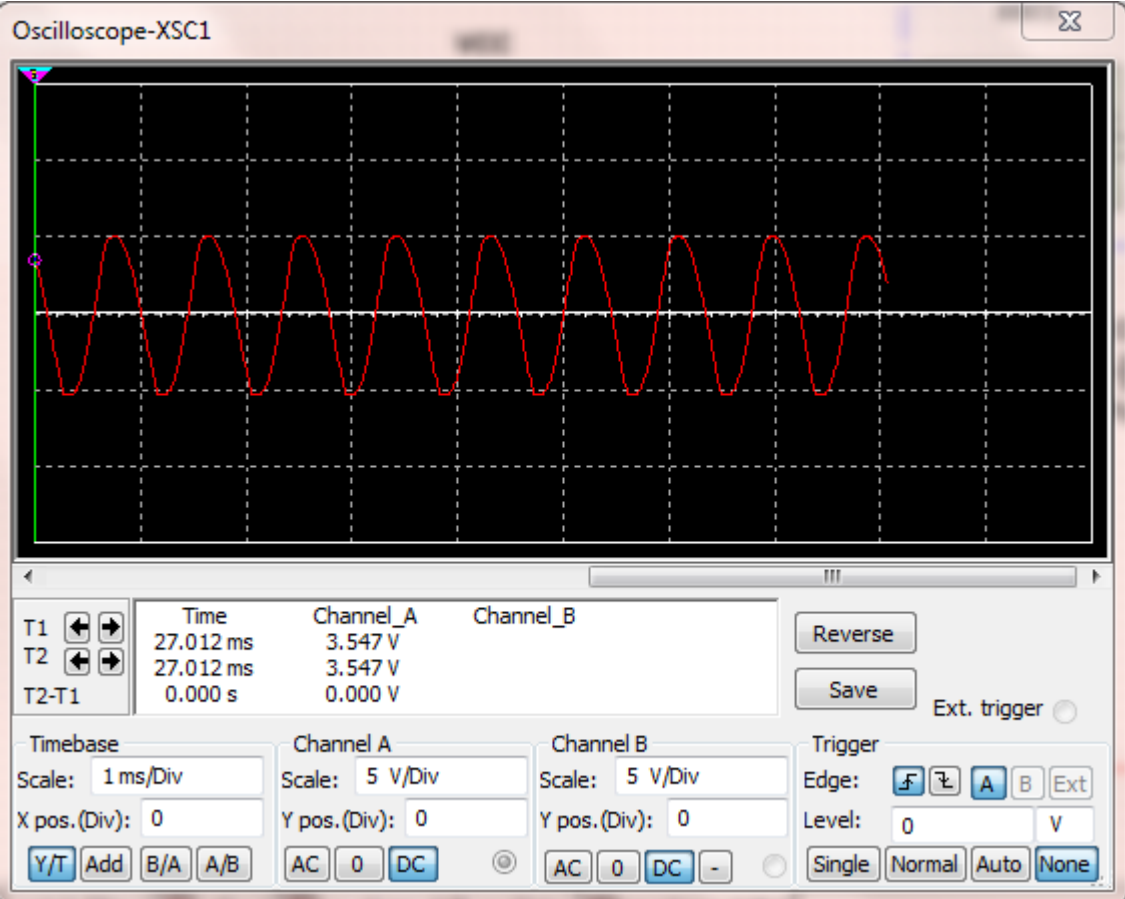 Oscilloscope-XSC1
Time Channel_A Channel_B
T1 27.012 ms 3.547 V
T2 27.012 ms 3.547 V
T2-T1 0.000 s 0.000 V
Reverse
Save
Ext. trigger
Timebase Channel A Channel B Trigger
Scale: 1 ms/Div Scale: 5 V/Div Scale: 5 V/Div Edge: A B Ext
X pos.(Div): 0 Y pos.(Div): 0 Y pos.(Div): 0 Level: 0 V
Y/T Add B/A A/B AC 0 DC AC 0 DC - Single Normal Auto None